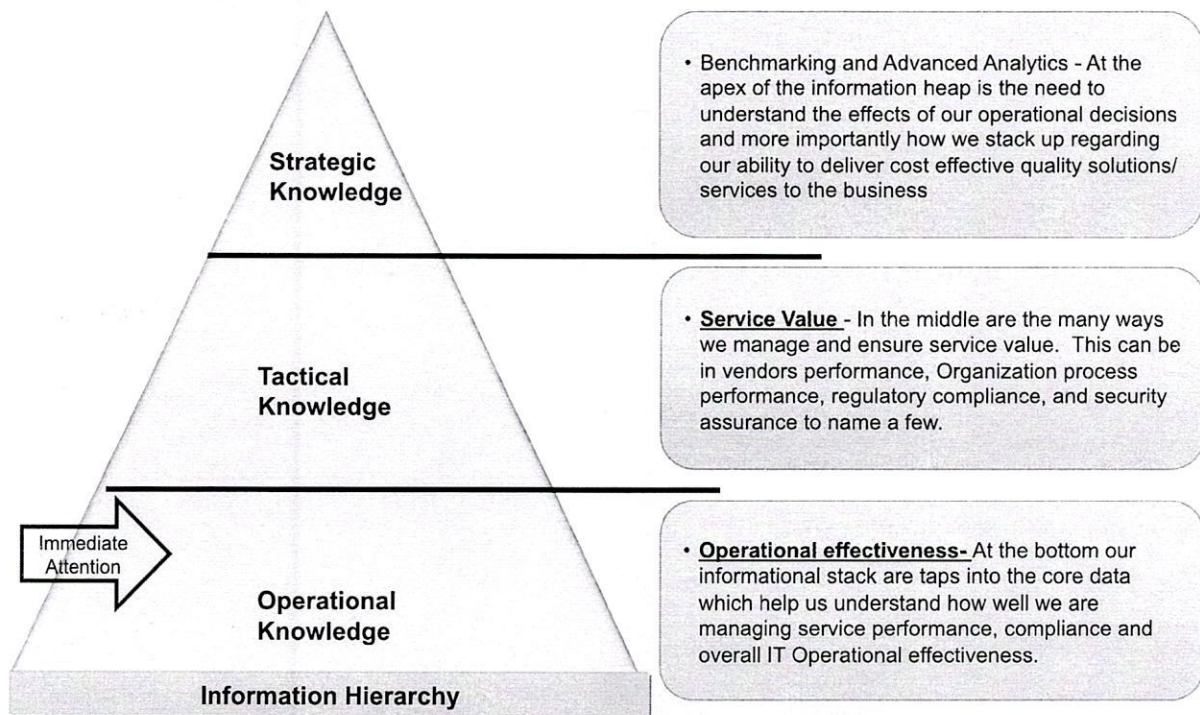 Strategic
Knowledge
• Benchmarking and Advanced Analytics - At the
apex of the information heap is the need to
understand the effects of our operational decisions
and more importantly how we stack up regarding
our ability to deliver cost effective quality solutions/
services to the business
Tactical
Knowledge
• Service Value - In the middle are the many ways
we manage and ensure service value. This can be
in vendors performance, Organization process
performance, regulatory compliance, and security
assurance to name a few.
Immediate
Attention
Operational
Knowledge
• Operational effectiveness- At the bottom our
informational stack are taps into the core data
which help us understand how well we are
managing service performance, compliance and
overall IT Operational effectiveness.
Information Hierarchy